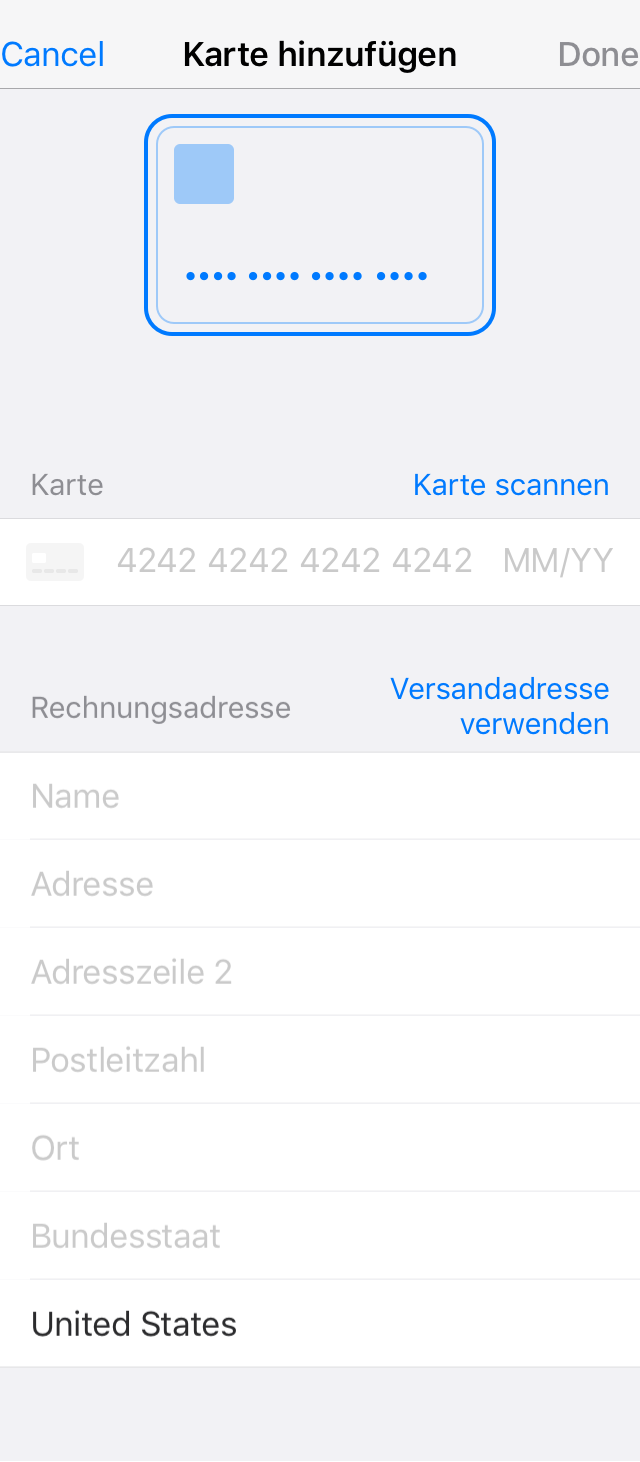 Cancel Karte hinzufügen Done
•••• •••• •••• ••••
Karte Karte scannen
4242 4242 4242 4242 MM/YY
Rechnungsadresse Versandadresse
verwenden
Name
Adresse
Adresszeile 2
Postleitzahl
Ort
Bundesstaat
United States